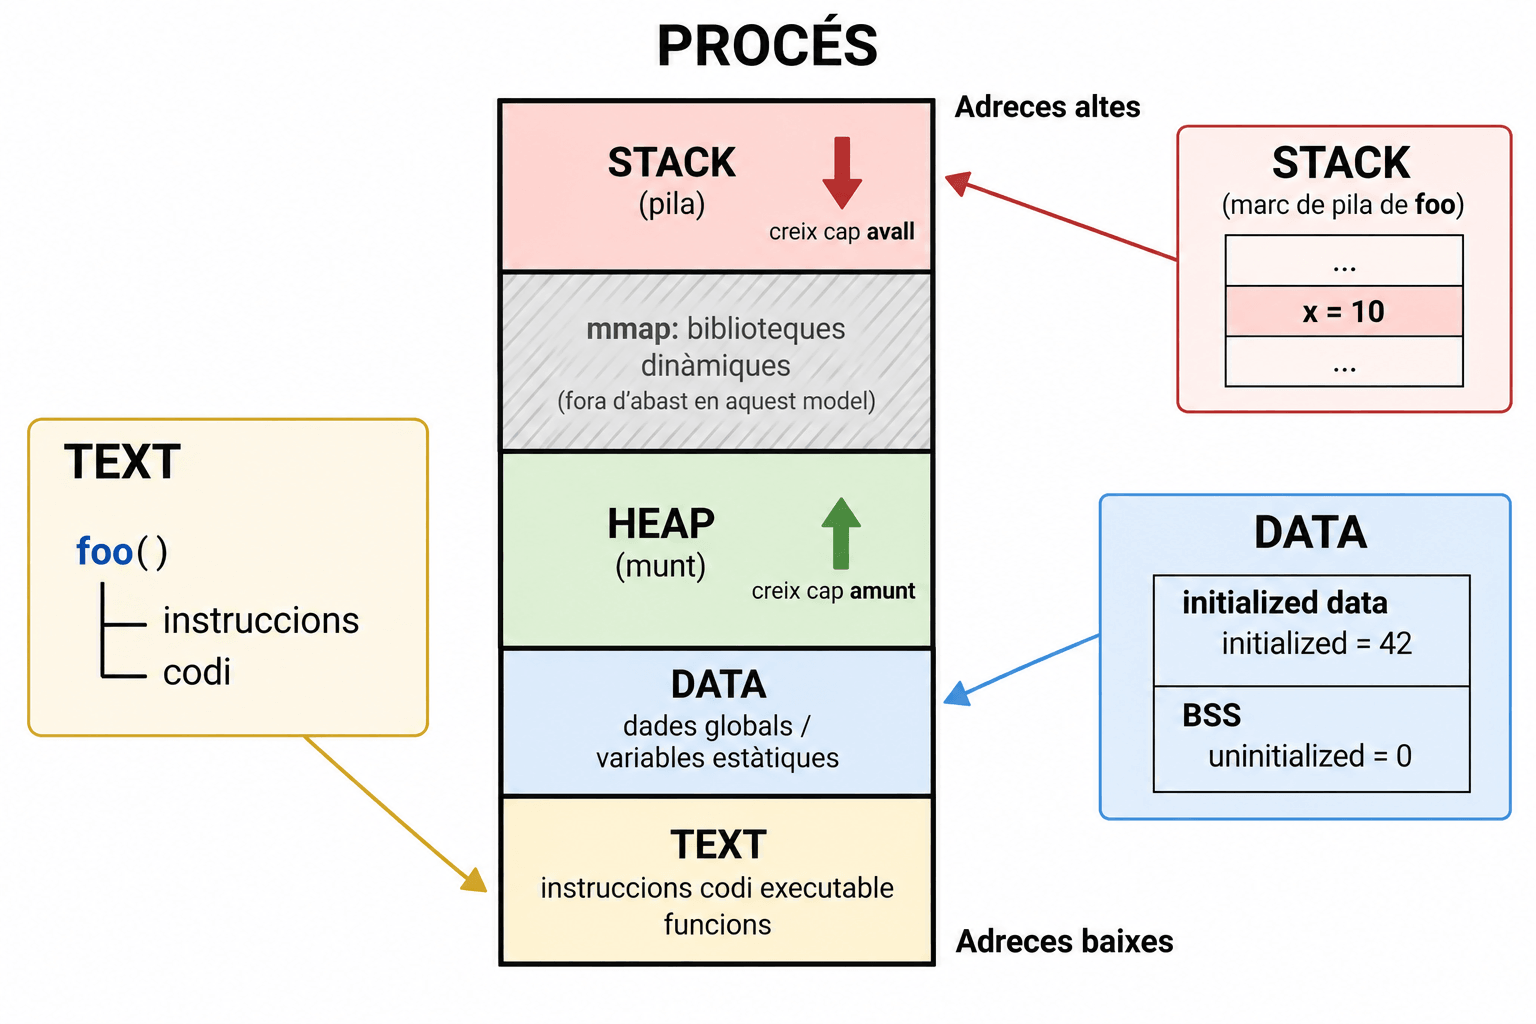 PROCÉS
Adreces altes
STACK
(pila)
creix cap avall
mmap: biblioteques
dinàmiques
(fora d’abast en aquest model)
HEAP
(munt)
creix cap amunt
DATA
dades globals /
variables estàtiques
TEXT
instruccions codi executable
funcions
Adreces baixes
TEXT
foo()
instruccions
codi
STACK
(marc de pila de foo)
...
x = 10
...
DATA
initialized data
initialized = 42
BSS
uninitialized = 0